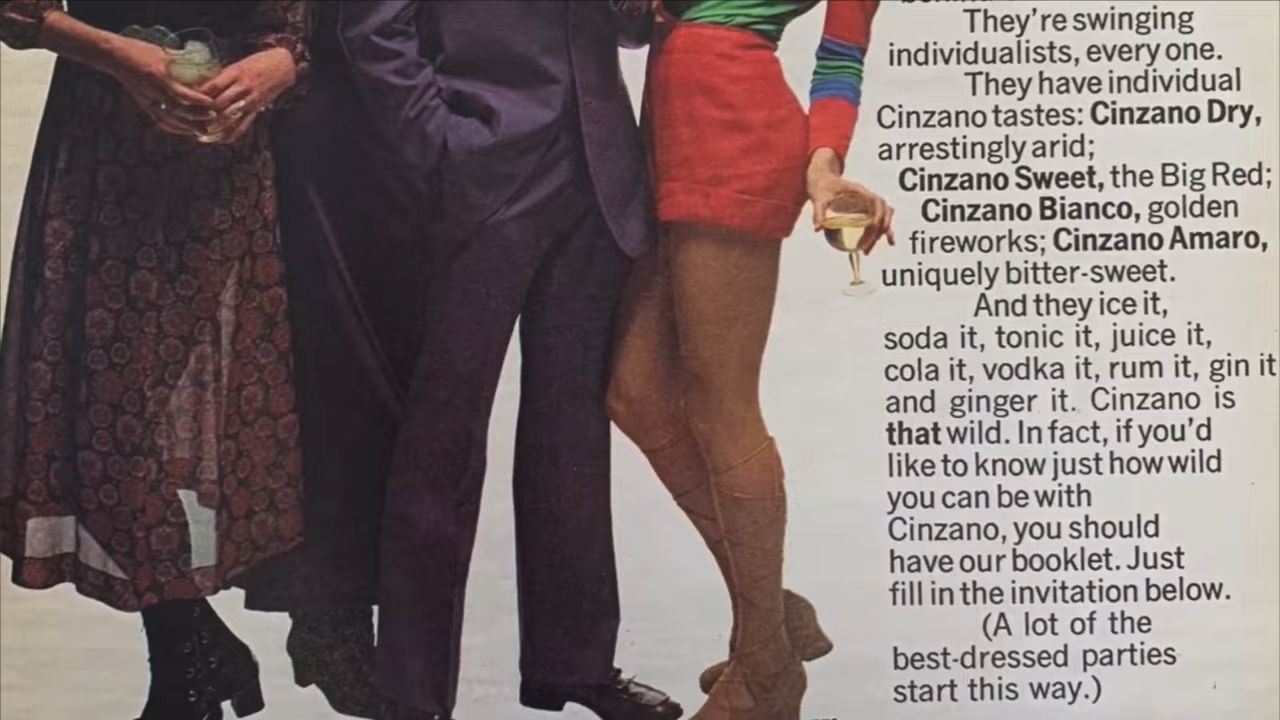 They're swinging
individualists, every one.
They have individual
Cinzano tastes: Cinzano Dry,
arrestingly arid;
Cinzano Sweet, the Big Red;
Cinzano Bianco, golden
fireworks; Cinzano Amaro,
uniquely bitter-sweet.
And they ice it,
soda it, tonic it, juice it,
cola it, vodka it, rum it, gin it
and ginger it. Cinzano is
that wild. In fact, if you'd
like to know just how wild
you can be with
Cinzano, you should
have our booklet. Just
fill in the invitation below.
(A lot of the
best-dressed parties
start this way.)